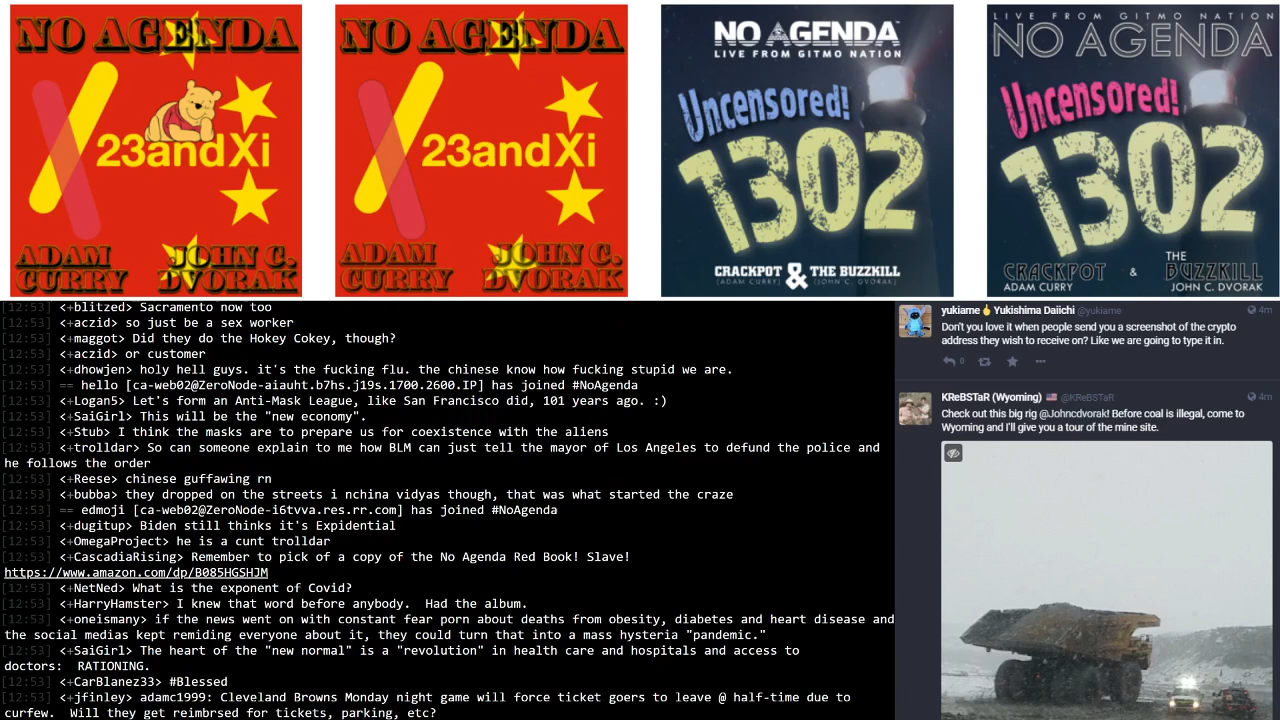 NO AGENDA
23andXi
ADAM CURRY
JOHN C. DVORAK
NO AGENDA
23andXi
ADAM CURRY
JOHN C. DVORAK
NO AGENDA™
LIVE FROM GITMO NATION
Uncensored!
1302
CRACKPOT & THE BUZZKILL
[ADAM CURRY] [JOHN C. DVORAK]
LIVE FROM GITMO NATION
NO AGENDA
Uncensored!
1302
CRACKPOT & THE BUZZKILL
ADAM CURRY JOHN C. DVORAK
[12:53] <+blitzed> Sacramento now too
[12:53] <+aczid> so just be a sex worker
[12:53] <+maggot> Did they do the Hokey Cokey, though?
[12:53] <+aczid> or customer
[12:53] <+dhowjen> holy hell guys. it's the fucking flu. the chinese know how fucking stupid we are.
[12:53] == hello [ca-web02@ZeroNode-aiauht.b7hs.j19s.1700.2600.IP] has joined #NoAgenda
[12:53] <+Logan5> Let's form an Anti-Mask League, like San Francisco did, 101 years ago. :)
[12:53] <+SaiGirl> This will be the "new economy".
[12:53] <+Stub> I think the masks are to prepare us for coexistence with the aliens
[12:53] <+trolldar> So can someone explain to me how BLM can just tell the mayor of Los Angeles to defund the police and
he follows the order
[12:53] <+Reese> chinese guffawing rn
[12:53] <+bubba> they dropped on the streets i nchina vidyas though, that was what started the craze
[12:53] == edmoji [ca-web02@ZeroNode-i6tvva.res.rr.com] has joined #NoAgenda
[12:53] <+dugitup> Biden still thinks it's Expidential
[12:53] <+OmegaProject> he is a cunt trolldar
[12:53] <+CascadiaRising> Remember to pick of a copy of the No Agenda Red Book! Slave!
https://www.amazon.com/dp/B085HGSHJM
[12:53] <+NetNed> What is the exponent of Covid?
[12:53] <+HarryHamster> I knew that word before anybody.  Had the album.
[12:53] <+oneismany> if the news went on with constant fear porn about deaths from obesity, diabetes and heart disease and
the social medias kept remiding everyone about it, they could turn that into a mass hysteria "pandemic."
[12:53] <+SaiGirl> The heart of the "new normal" is a "revolution" in health care and hospitals and access to
doctors:  RATIONING.
[12:53] <+CarBlanez33> #Blessed
[12:53] <+jfinley> adamc1999: Cleveland Browns Monday night game will force ticket goers to leave @ half-time due to
curfew.  Will they get reimbrsed for tickets, parking, etc?
yukiame Yukishima Daiichi @yukiame 4m
Don't you love it when people send you a screenshot of the crypto
address they wish to receive on? Like we are going to type it in.
0
KReBSTaR (Wyoming) @KReBSTaR 4m
Check out this big rig @Johncdvorak! Before coal is illegal, come to
Wyoming and I'll give you a tour of the mine site.